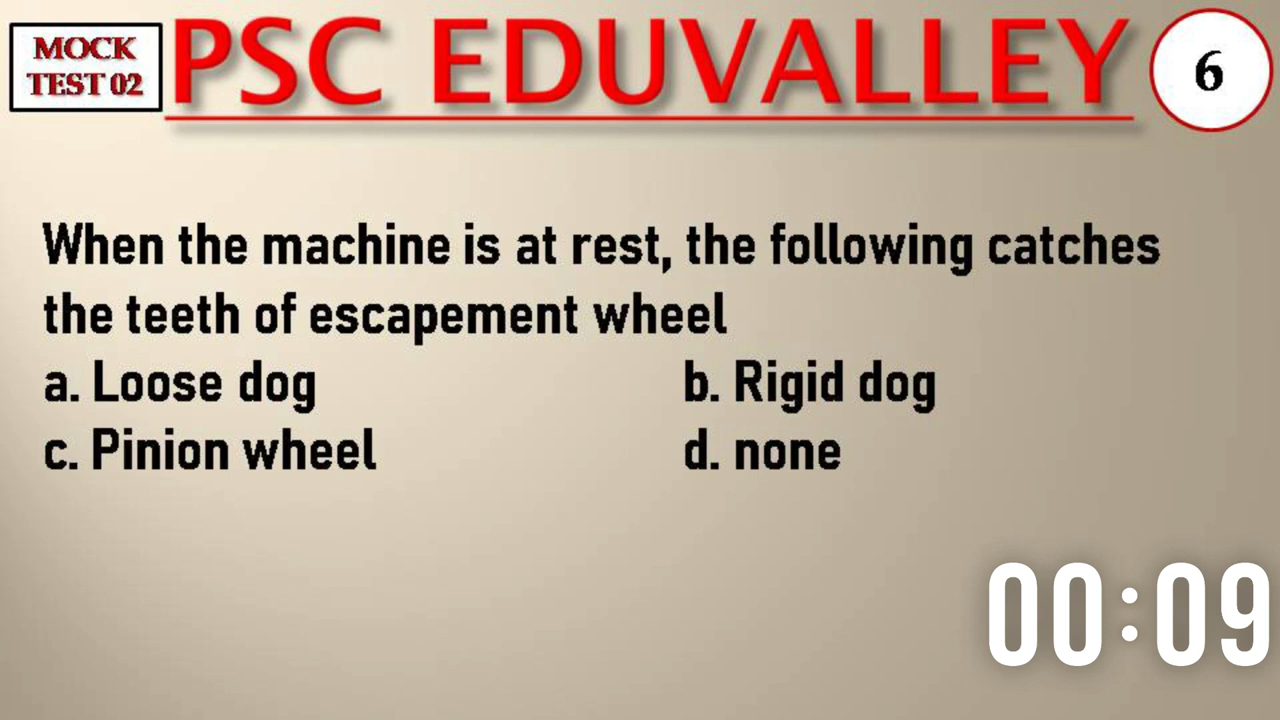 MOCK
TEST 02
PSC EDUVALLEY
6
When the machine is at rest, the following catches
the teeth of escapement wheel
a. Loose dog b. Rigid dog
c. Pinion wheel d. none
00:09